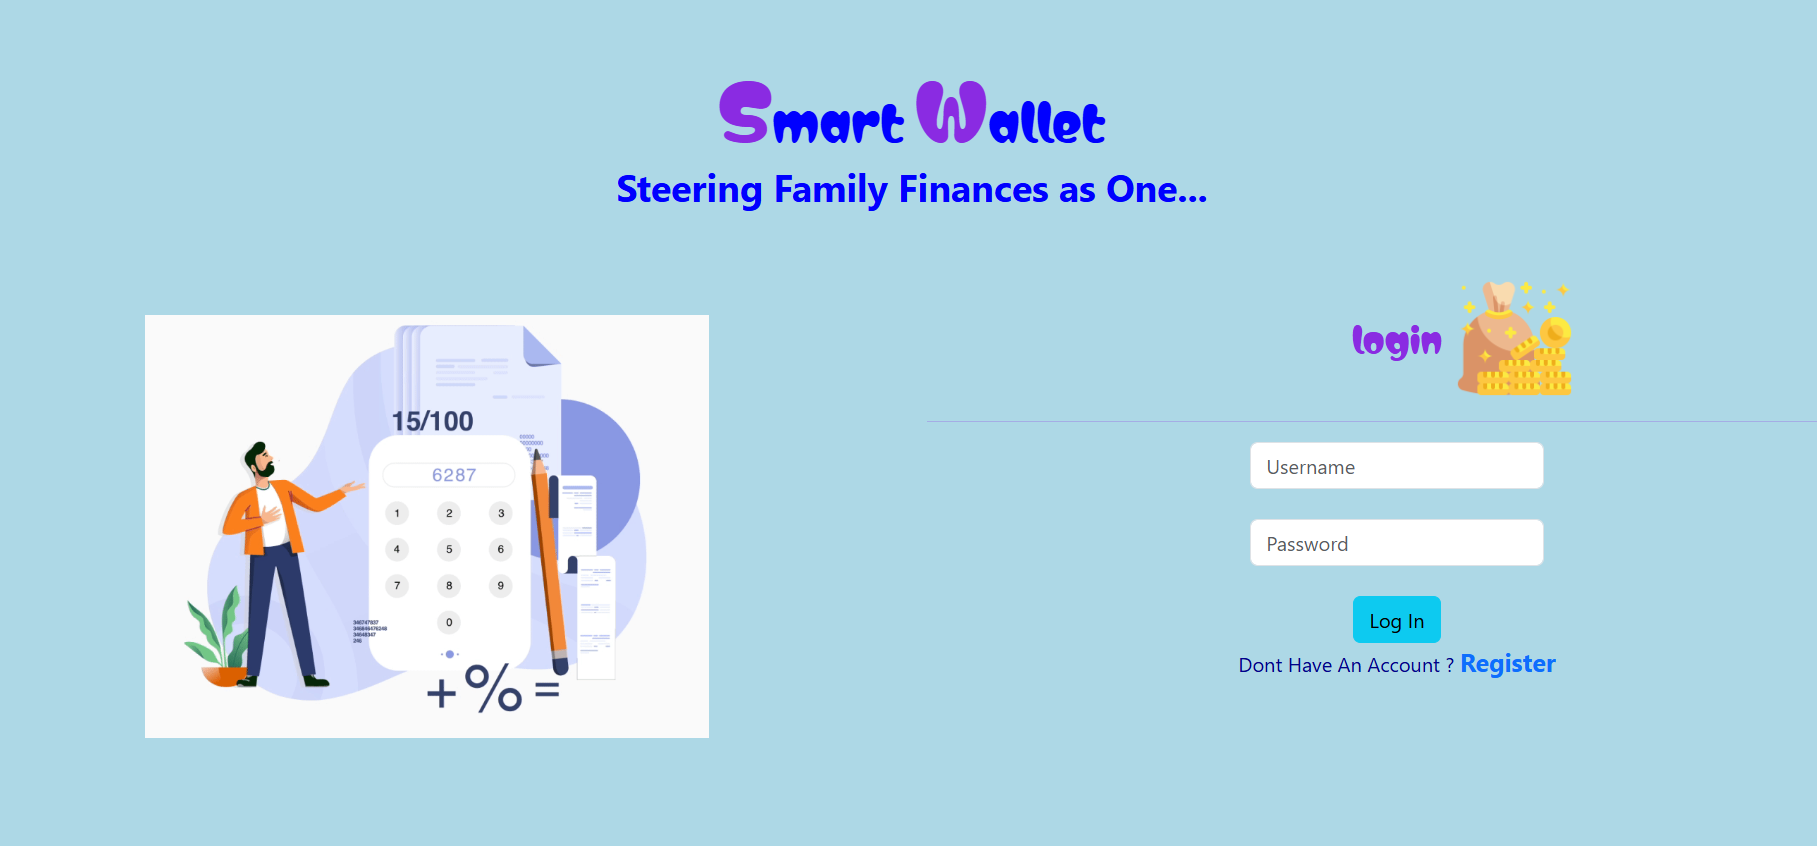 Smart Wallet
Steering Family Finances as One...
15/100
6287
1 2 3
4 5 6
7 8 9
0
+ % =
login
Username
Password
Log In
Dont Have An Account ? Register